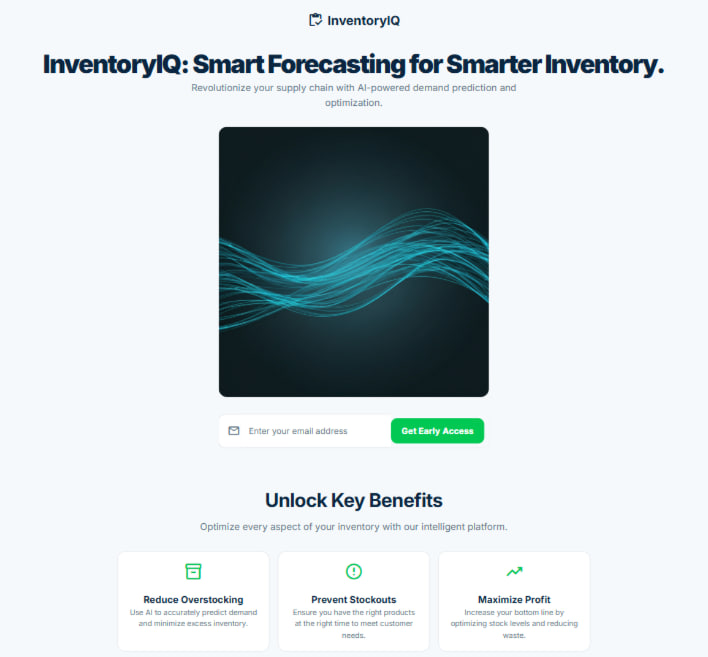 InventoryIQ
InventoryIQ: Smart Forecasting for Smarter Inventory.
Revolutionize your supply chain with AI-powered demand prediction and
optimization.
Enter your email address
Get Early Access
Unlock Key Benefits
Optimize every aspect of your inventory with our intelligent platform.
Reduce Overstocking
Use AI to accurately predict demand
and minimize excess inventory.
Prevent Stockouts
Ensure you have the right products
at the right time to meet customer
needs.
Maximize Profit
Increase your bottom line by
optimizing stock levels and reducing
waste.